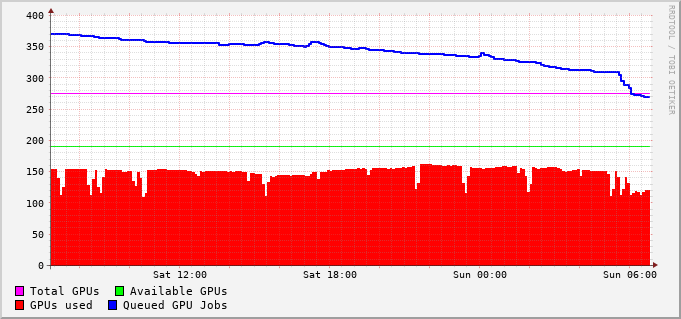 400
350
300
250
200
150
100
50
0
Sat 12:00 Sat 18:00 Sun 00:00 Sun 06:00
Total GPUs Available GPUs
GPUs used Queued GPU Jobs
RRDTOOL / TOBI OETIKER